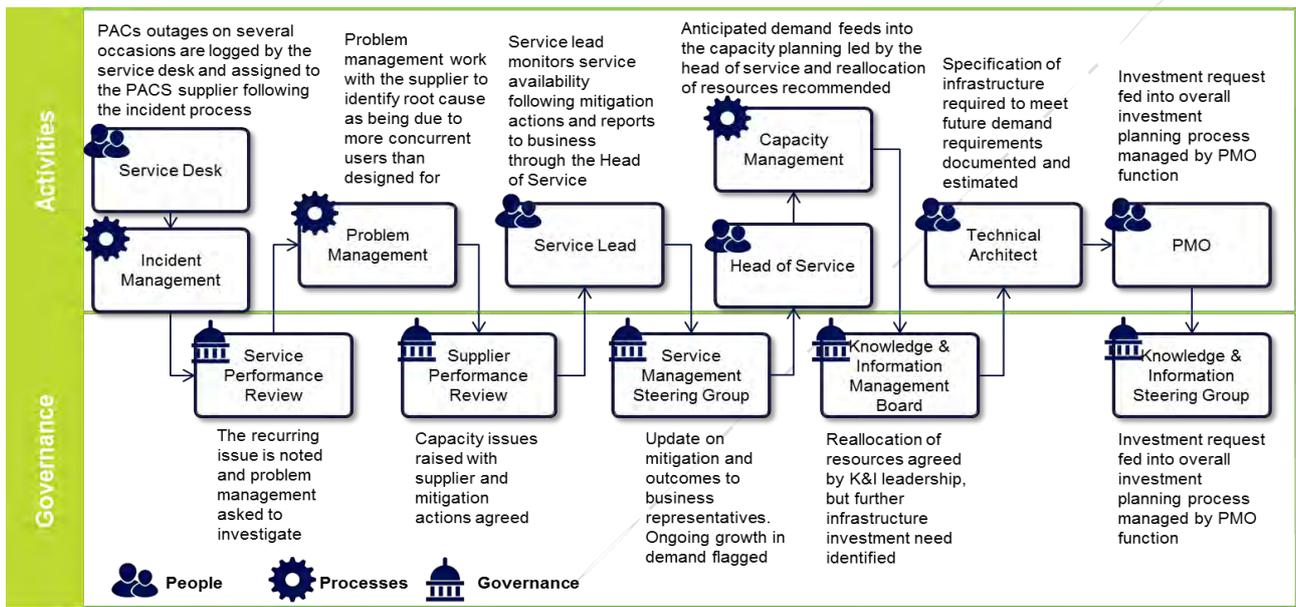 Activities
PACs outages on several
occasions are logged by the
service desk and assigned to
the PACS supplier following
the incident process
Service Desk
Incident
Management
Problem
management work
with the supplier to
identify root cause
as being due to
more concurrent
users than
designed for
Problem
Management
Service lead
monitors service
availability
following mitigation
actions and reports
to business
through the Head
of Service
Service Lead
Anticipated demand feeds into
the capacity planning led by the
head of service and reallocation
of resources recommended
Capacity
Management
Head of Service
Specification of
infrastructure
required to meet
future demand
requirements
documented and
estimated
Technical
Architect
Investment request
fed into overall
investment
planning process
managed by PMO
function
PMO
Governance
Service
Performance
Review
The recurring
issue is noted
and problem
management
asked to
investigate
Supplier
Performance
Review
Capacity issues
raised with
supplier and
mitigation
actions agreed
Service
Management
Steering Group
Update on
mitigation and
outcomes to
business
representatives.
Ongoing growth in
demand flagged
Knowledge &
Information
Management
Board
Reallocation of
resources agreed
by K&I leadership,
but further
infrastructure
investment need
identified
Knowledge &
Information
Steering Group
Investment request
fed into overall
investment
planning process
managed by PMO
function
People
Processes
Governance